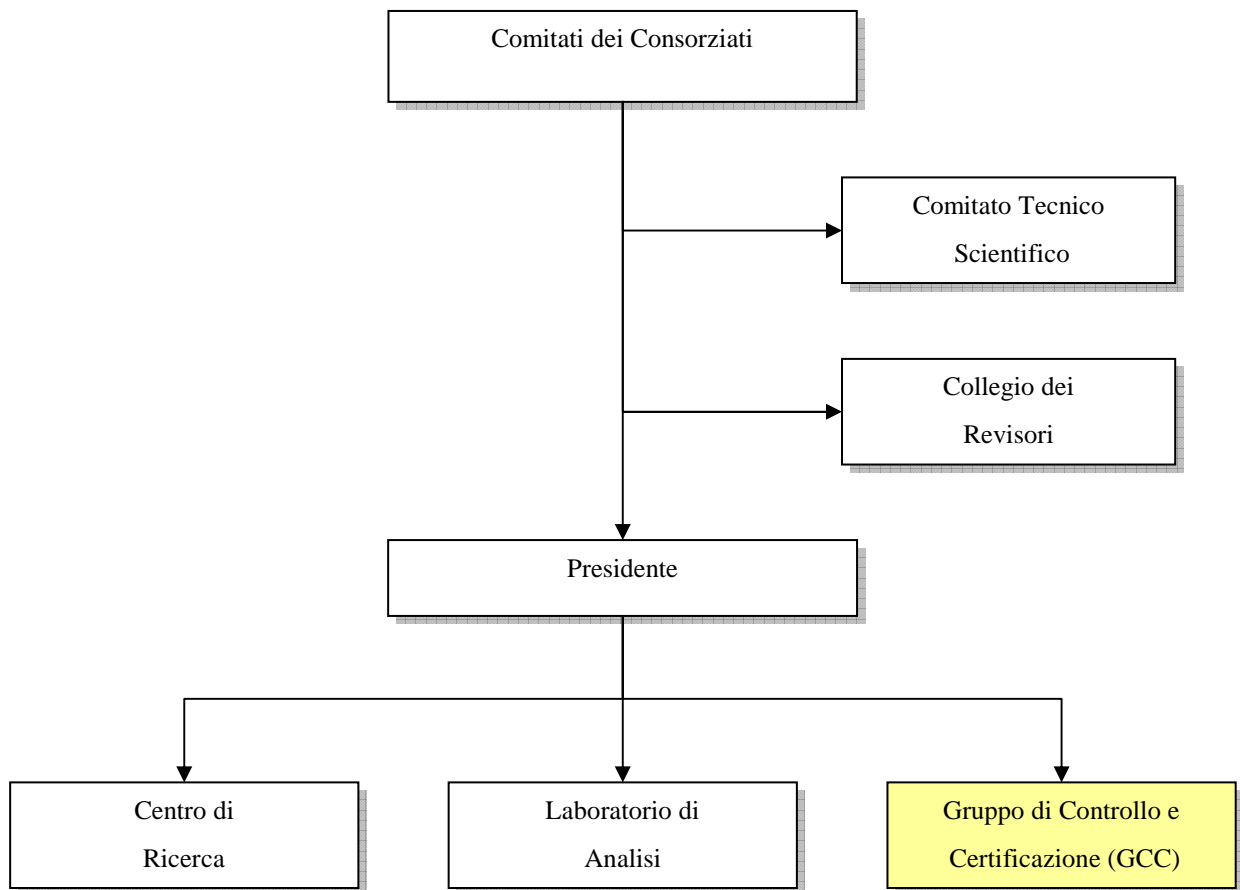 Comitati dei Consorziati
Comitato Tecnico
Scientifico
Collegio dei
Revisori
Presidente
Centro di
Ricerca
Laboratorio di
Analisi
Gruppo di Controllo e
Certificazione (GCC)